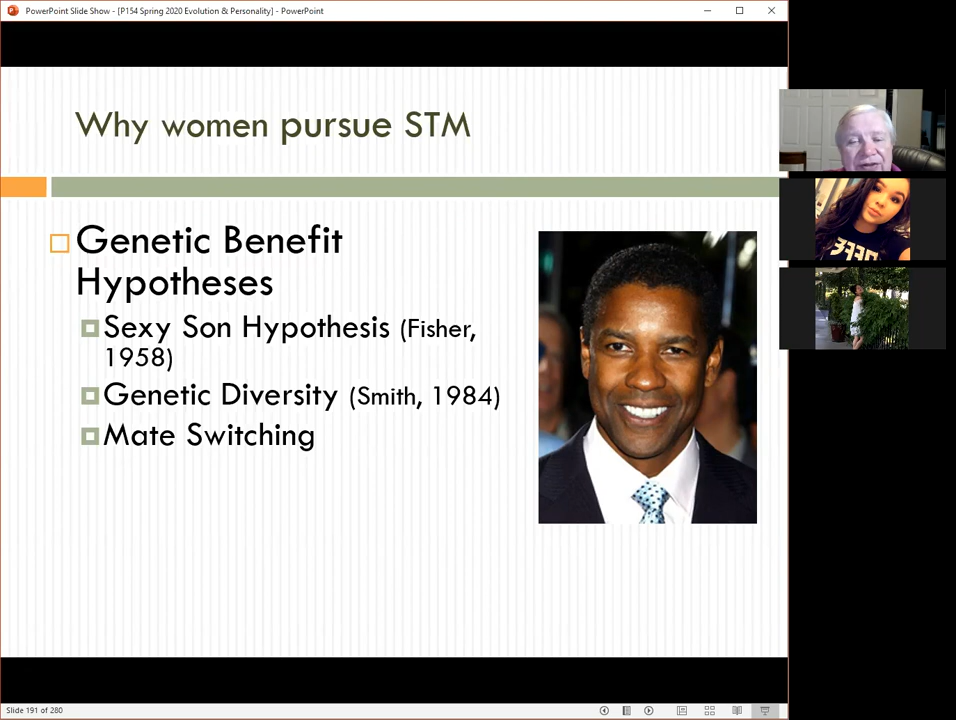 PowerPoint Slide Show - [P154 Spring 2020 Evolution & Personality] - PowerPoint
Why women pursue STM
Genetic Benefit
Hypotheses
Sexy Son Hypothesis (Fisher,
1958)
Genetic Diversity (Smith, 1984)
Mate Switching
Slide 191 of 280